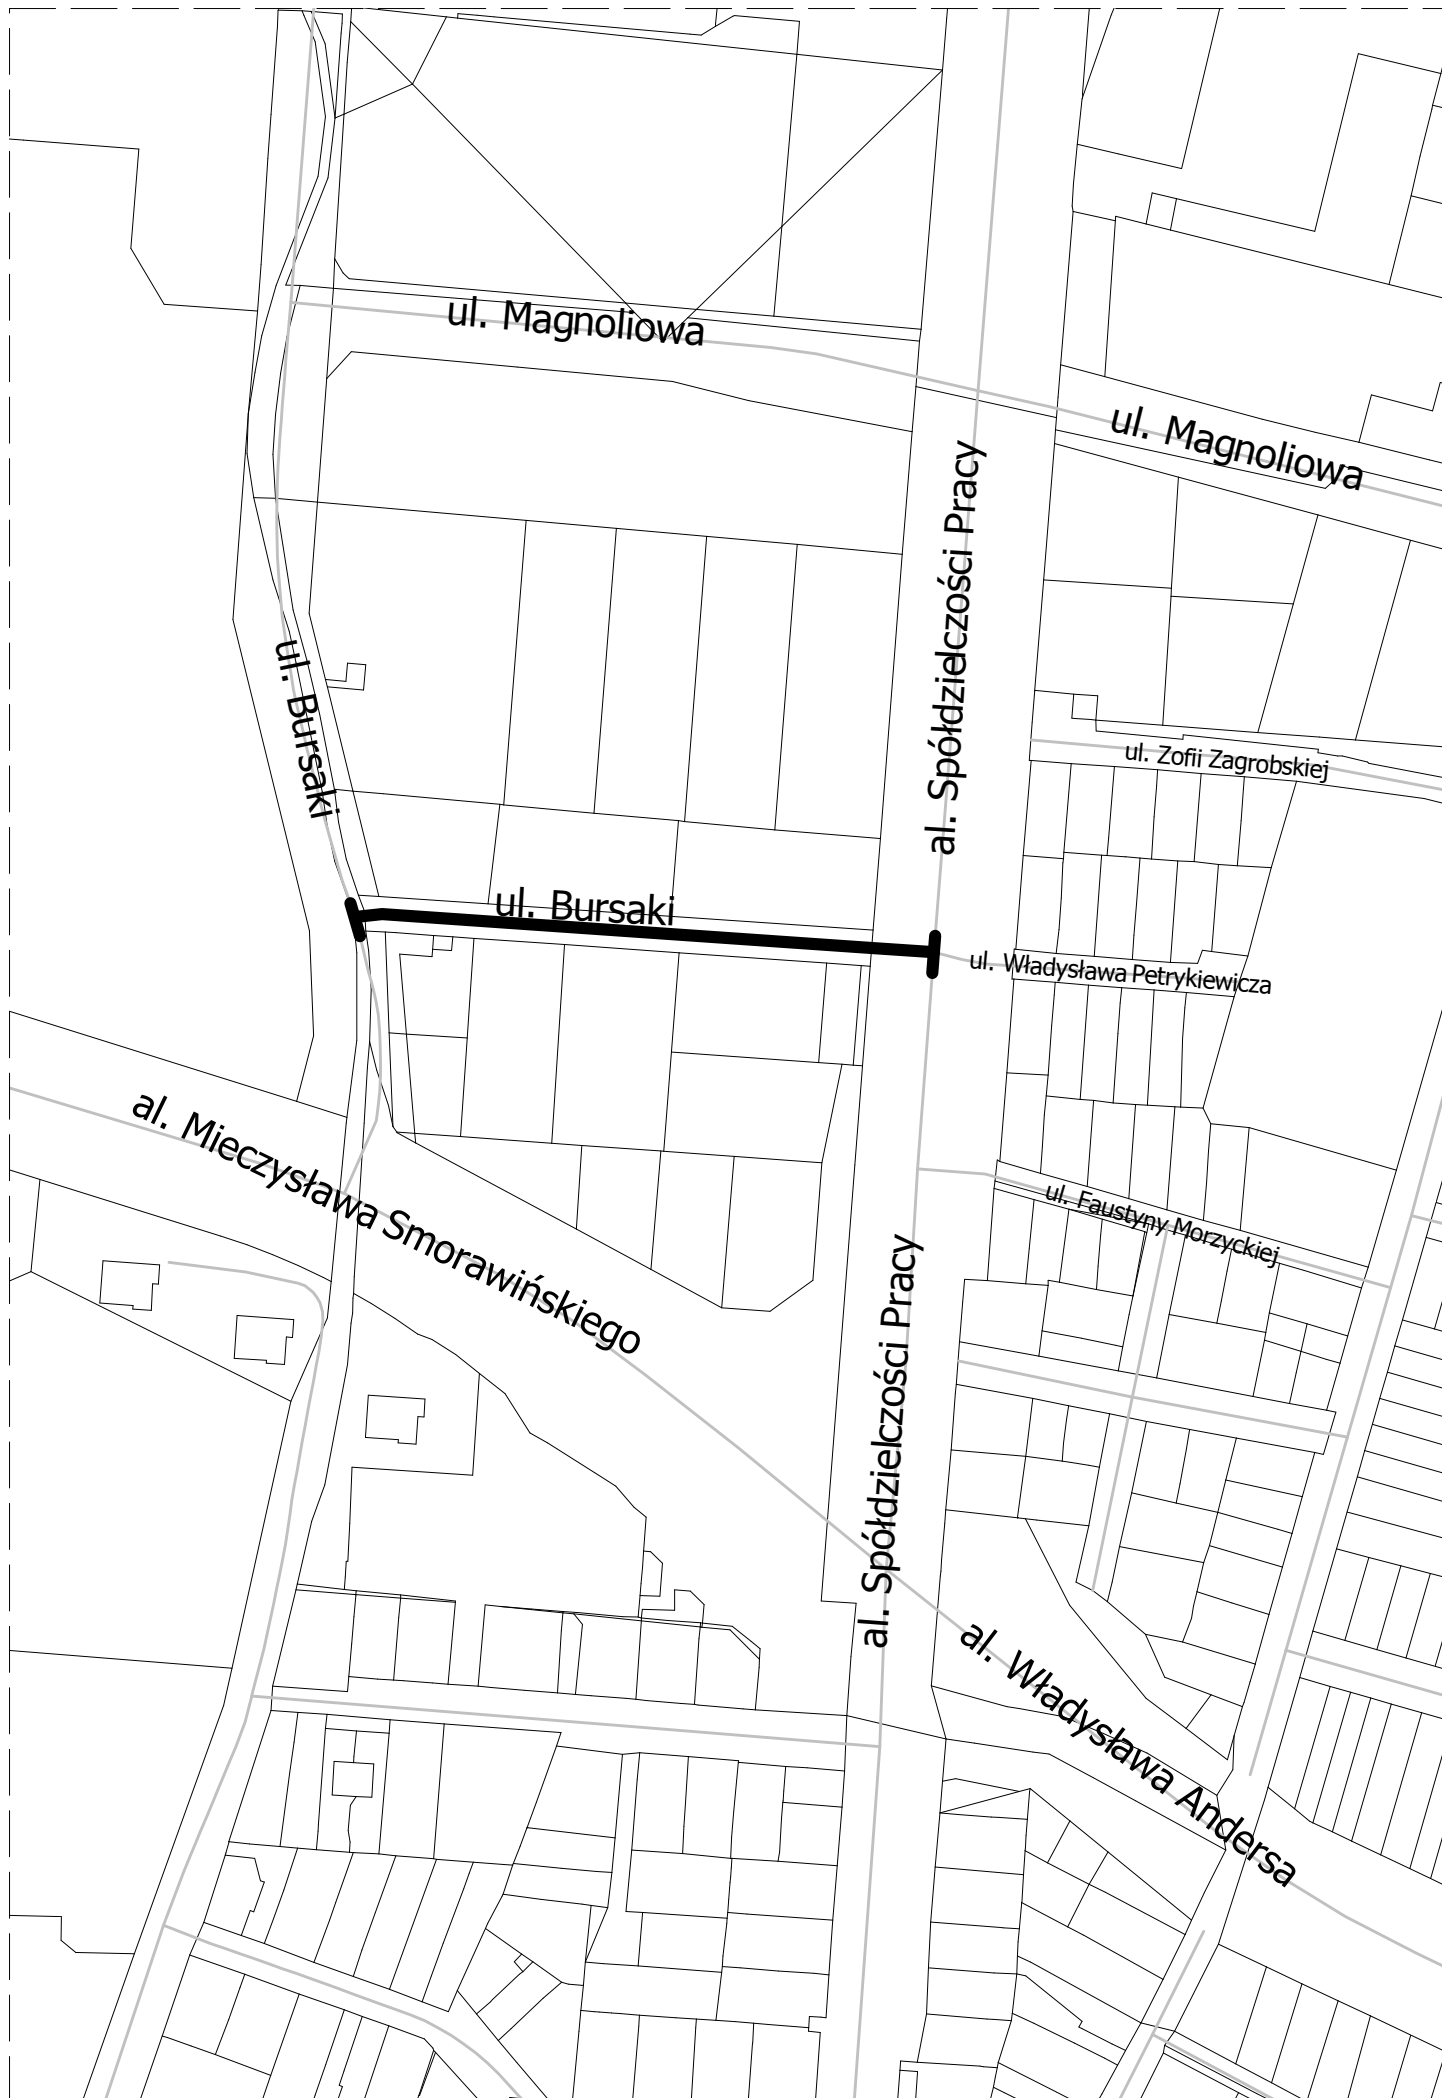 ul. Magnoliowa
ul. Magnoliowa
al. Spółdzielczości Pracy
ul. Bursaki
ul. Zofii Zagrobskiej
ul. Bursaki
ul. Władysława Petrykiewicza
al. Mieczysława Smorawińskiego
ul. Faustyny Morzyckiej
al. Spółdzielczości Pracy
al. Władysława Andersa